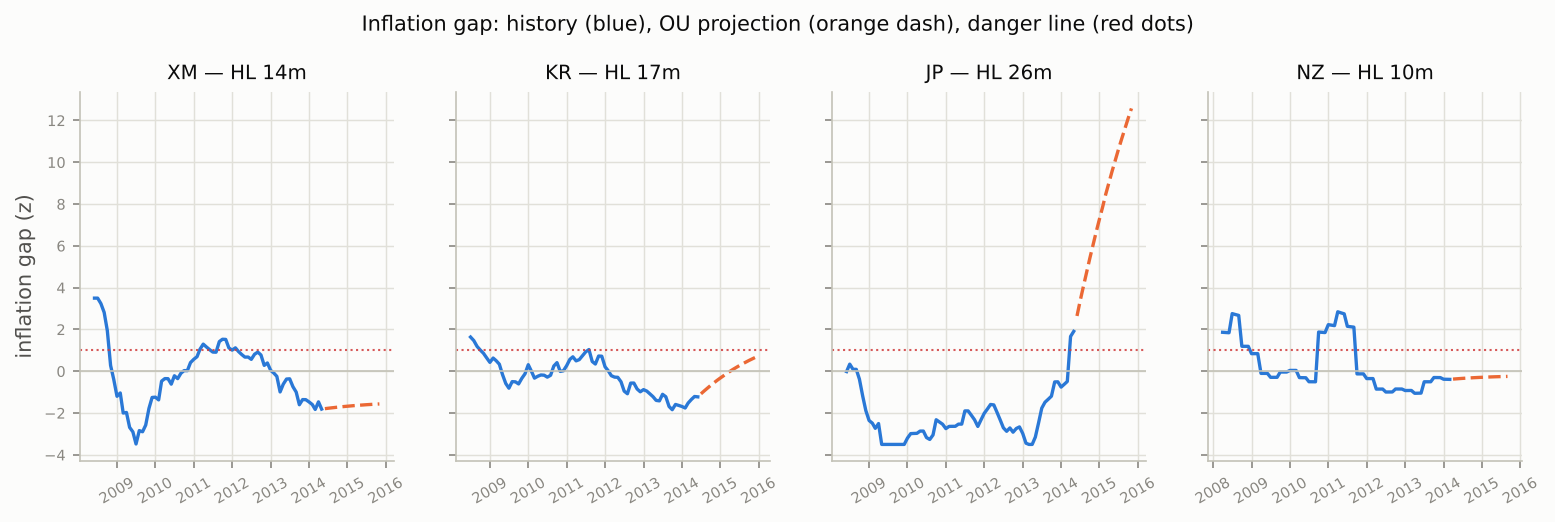 Inflation gap: history (blue), OU projection (orange dash), danger line (red dots)
XM — HL 14m
KR — HL 17m
JP — HL 26m
NZ — HL 10m
inflation gap (z)
12
10
8
6
4
2
0
−2
−4
2009 2010 2011 2012 2013 2014 2015 2016
2009 2010 2011 2012 2013 2014 2015 2016
2009 2010 2011 2012 2013 2014 2015 2016
2008 2009 2010 2011 2012 2013 2014 2015 2016